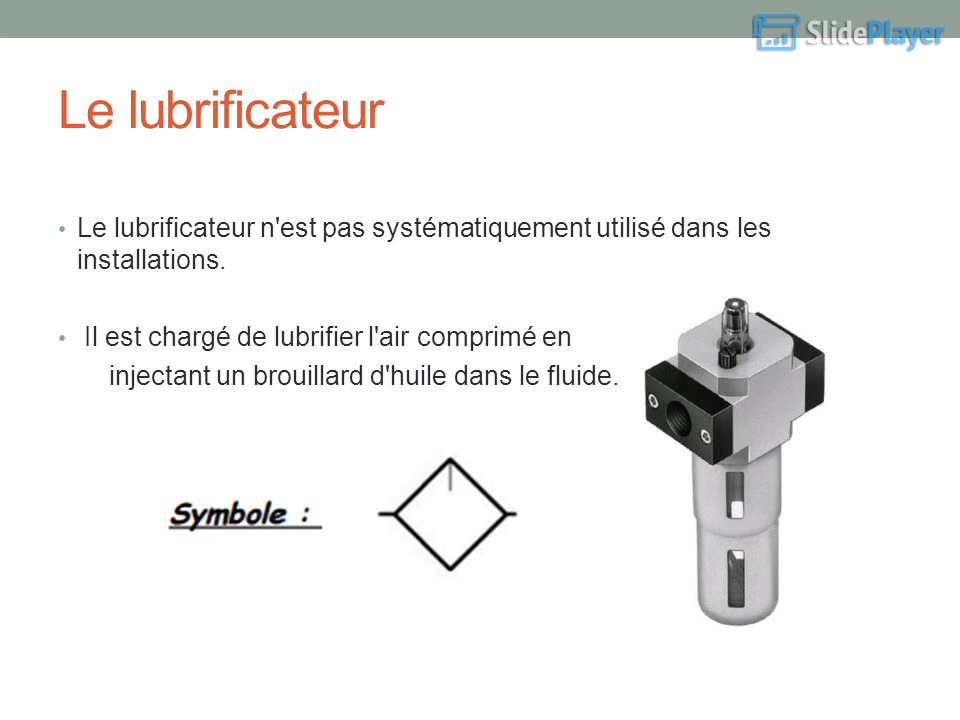 SlidePlayer
Le lubrificateur
• Le lubrificateur n'est pas systématiquement utilisé dans les
installations.
• Il est chargé de lubrifier l'air comprimé en
injectant un brouillard d'huile dans le fluide.
Symbole :